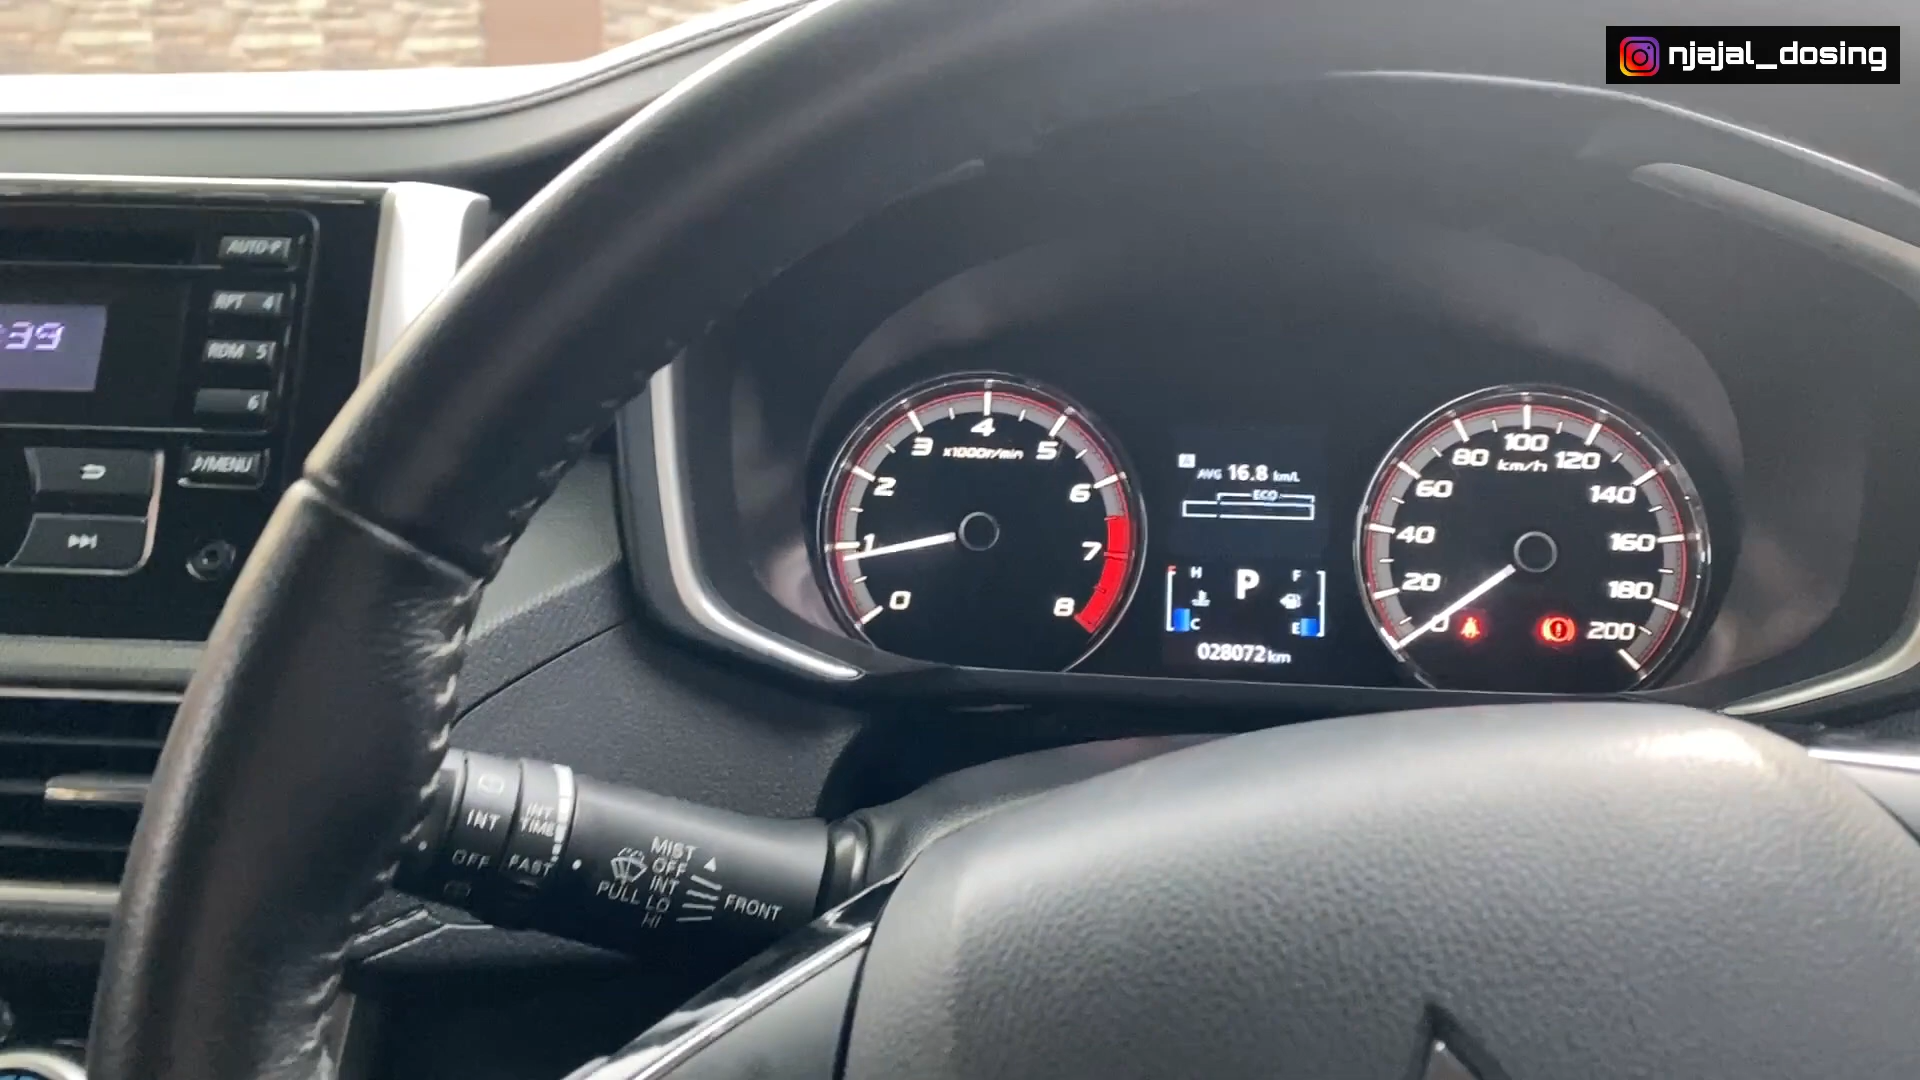 njajal_dosing
AUTO-P
RPT 4
:39
RDM 5
6
♪/MENU
0
1
2
3
4
5
6
7
8
x1000r/min
A
AVG 16.8 km/L
ECO
H
C
P
F
E
028072 km
0
20
40
60
80
100
120
140
160
180
200
km/h
INT
OFF
INT TIME
FAST
MIST
OFF
INT
PULL LO
HI
FRONT